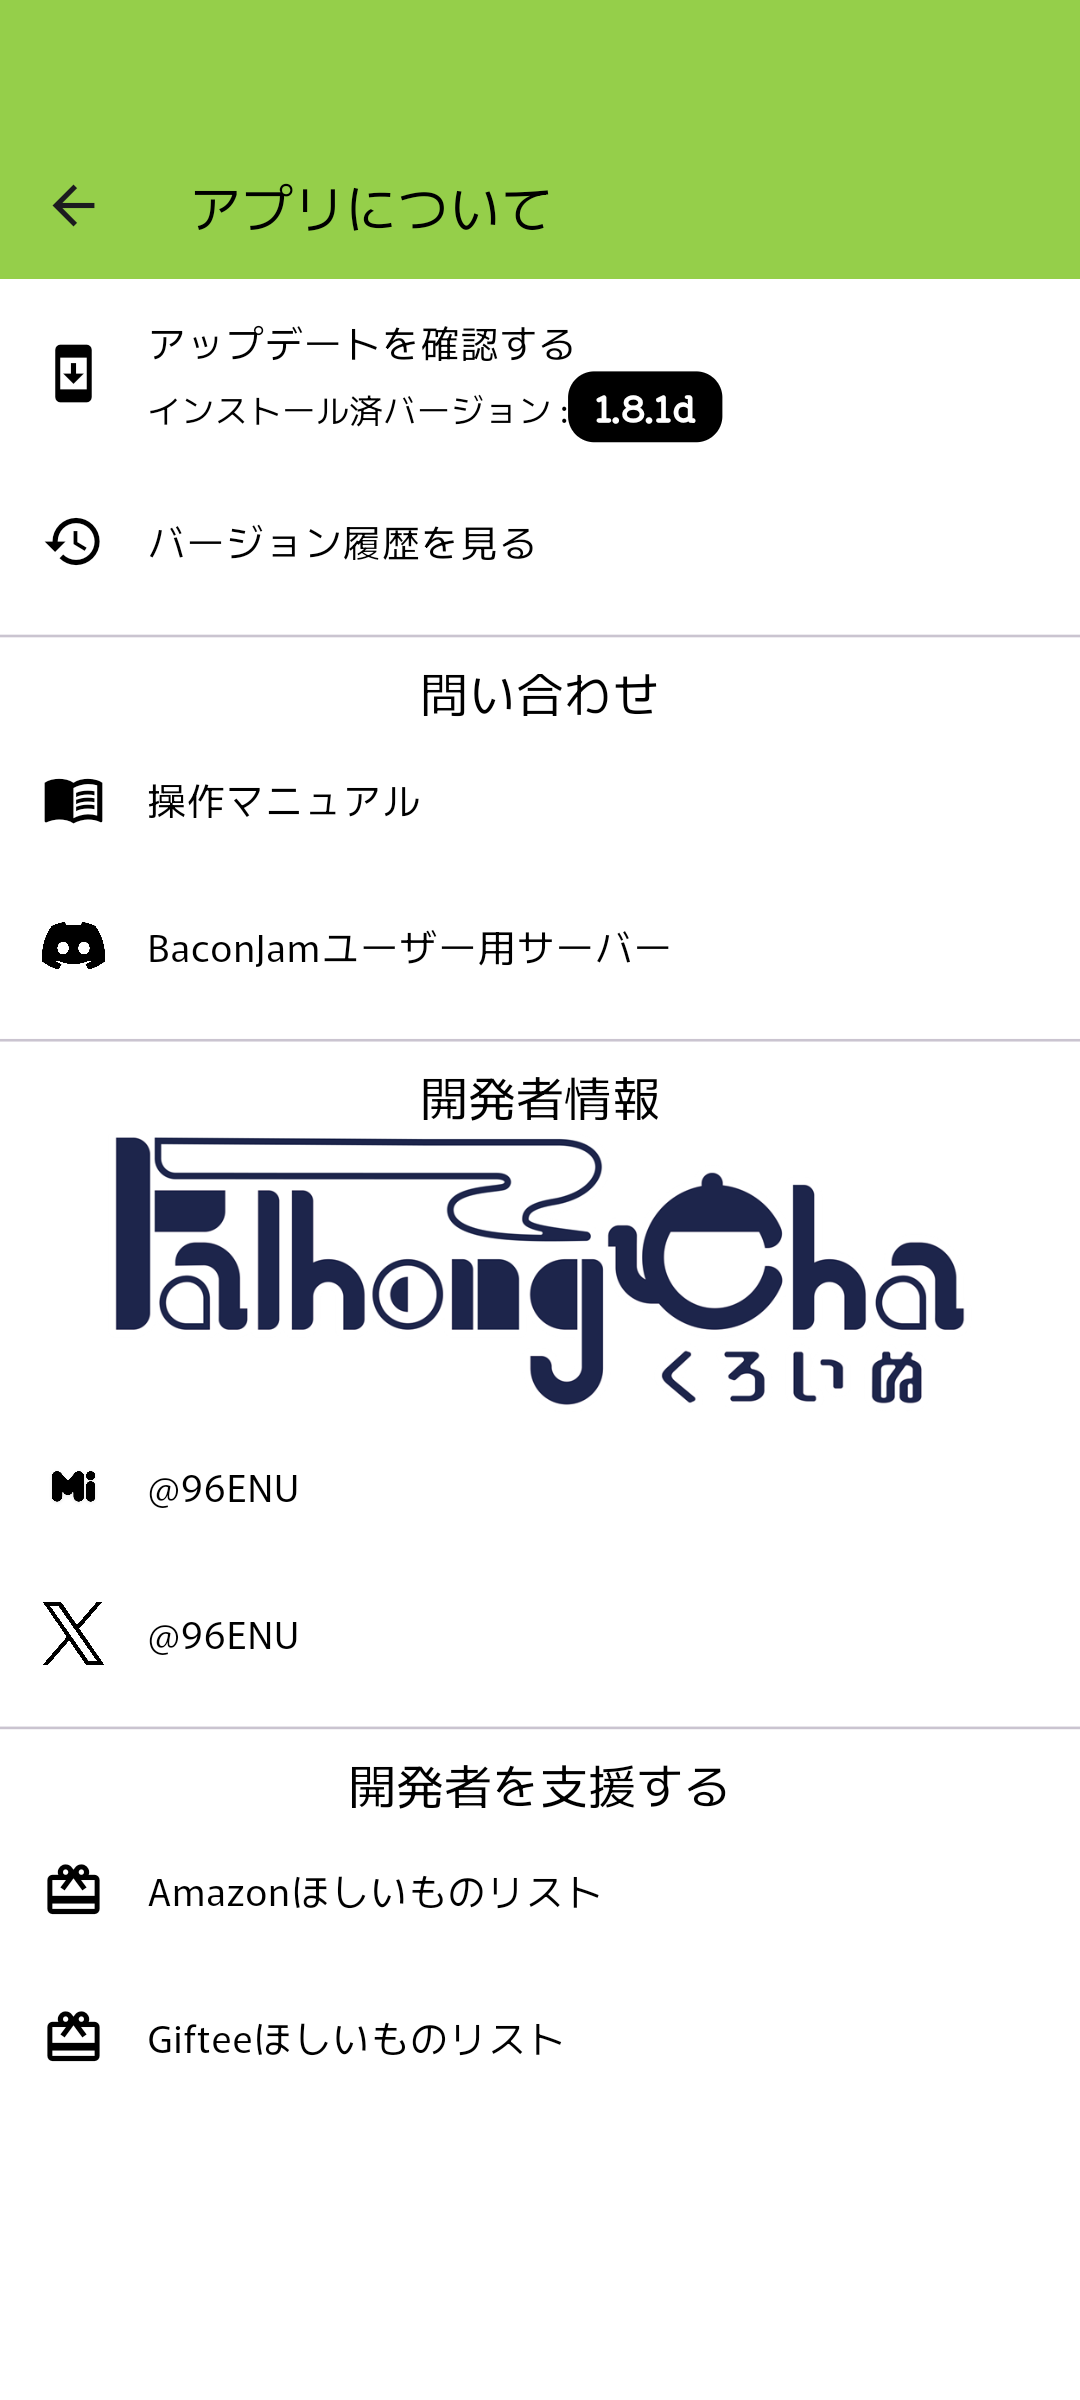 アプリについて
アップデートを確認する
インストール済バージョン : 1.8.1d
バージョン履歴を見る
問い合わせ
操作マニュアル
BaconJamユーザー用サーバー
開発者情報
FalhongCha
くろいぬ
Mi @96ENU
@96ENU
開発者を支援する
Amazonほしいものリスト
Gifteeほしいものリスト